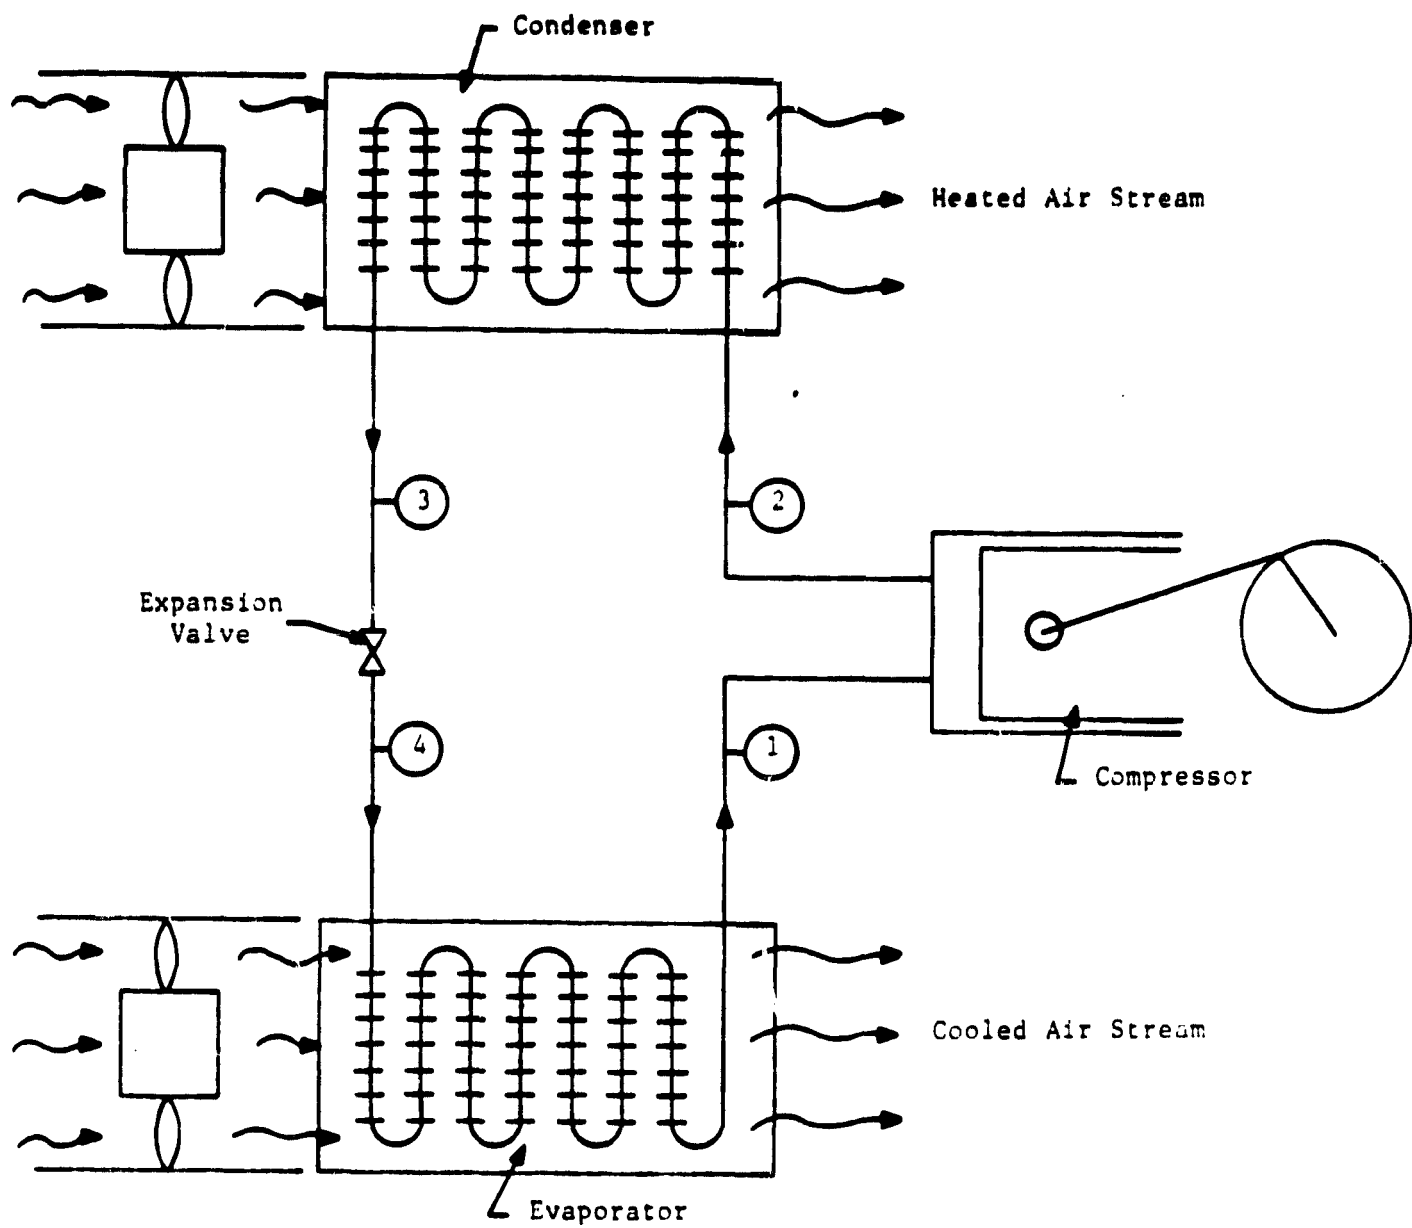 Condenser
Heated Air Stream
3
2
Expansion
Valve
4
1
Compressor
Cooled Air Stream
Evaporator